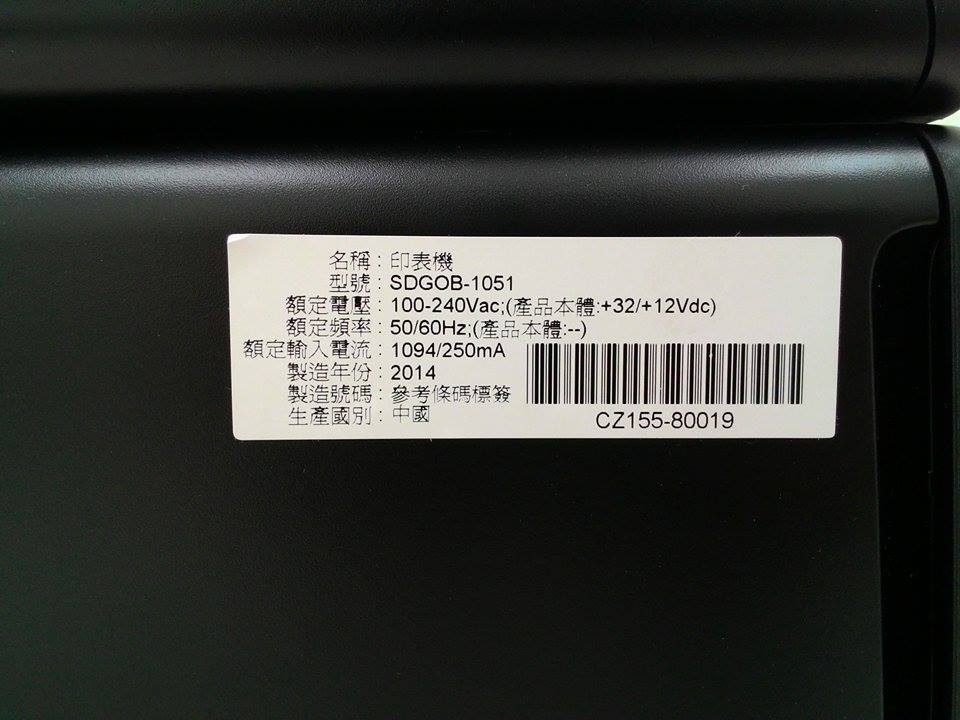 名稱：印表機
型號：SDGOB-1051
額定電壓：100-240Vac;(產品本體:+32/+12Vdc)
額定頻率：50/60Hz;(產品本體:--)
額定輸入電流：1094/250mA
製造年份：2014
製造號碼：參考條碼標簽
生產國別：中國
CZ155-80019